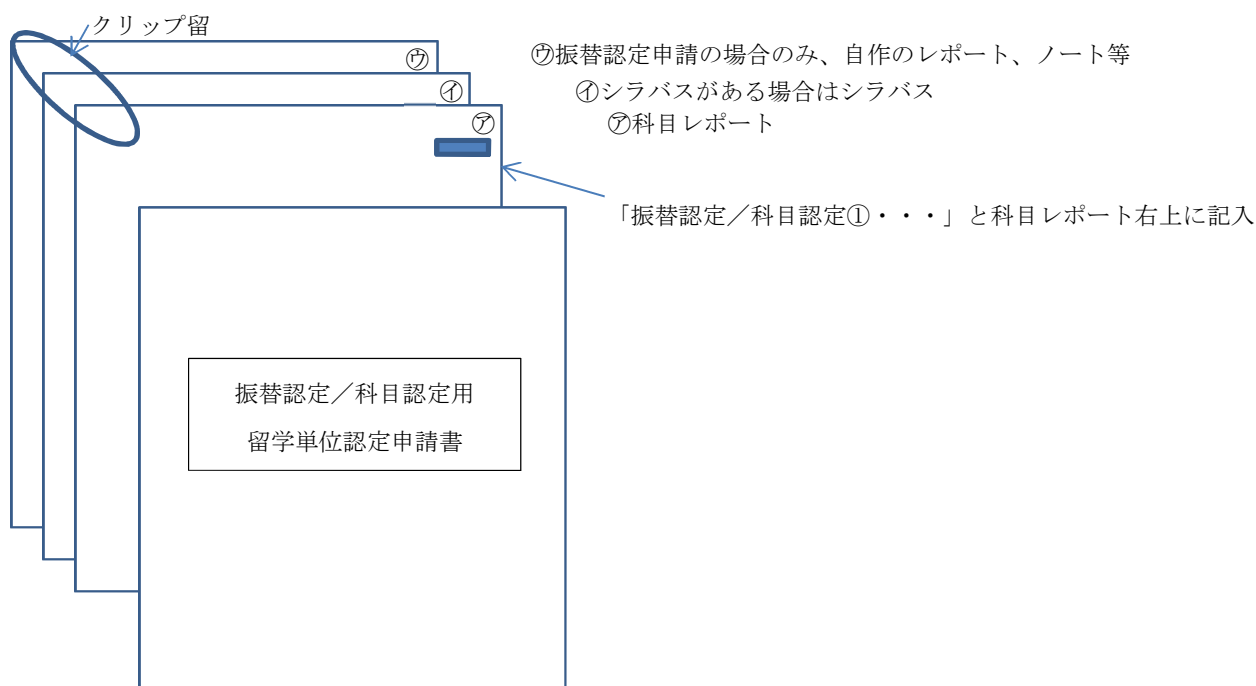 クリップ留
㋒
㋒振替認定申請の場合のみ、自作のレポート、ノート等
㋑
㋑シラバスがある場合はシラバス
㋐
㋐科目レポート
「振替認定／科目認定①・・・」と科目レポート右上に記入
振替認定／科目認定用
留学単位認定申請書